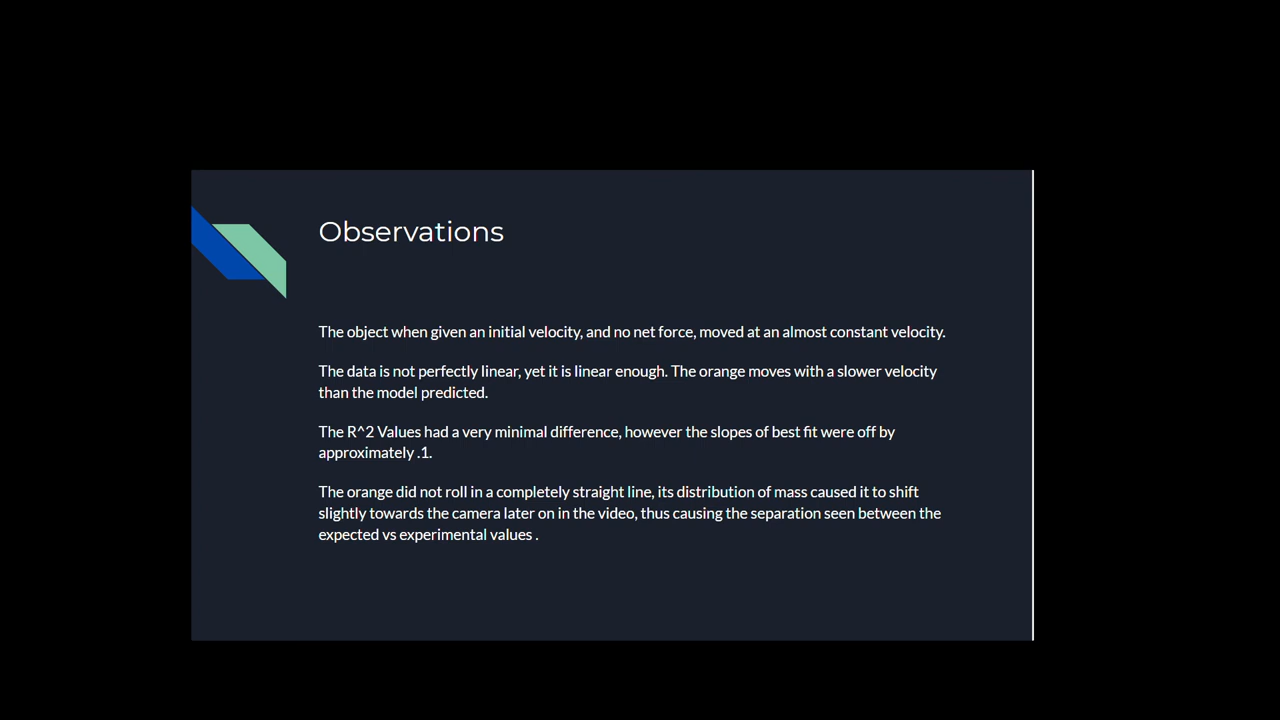 Observations
The object when given an initial velocity, and no net force, moved at an almost constant velocity.
The data is not perfectly linear, yet it is linear enough. The orange moves with a slower velocity
than the model predicted.
The R^2 Values had a very minimal difference, however the slopes of best fit were off by
approximately .1.
The orange did not roll in a completely straight line, its distribution of mass caused it to shift
slightly towards the camera later on in the video, thus causing the separation seen between the
expected vs experimental values .